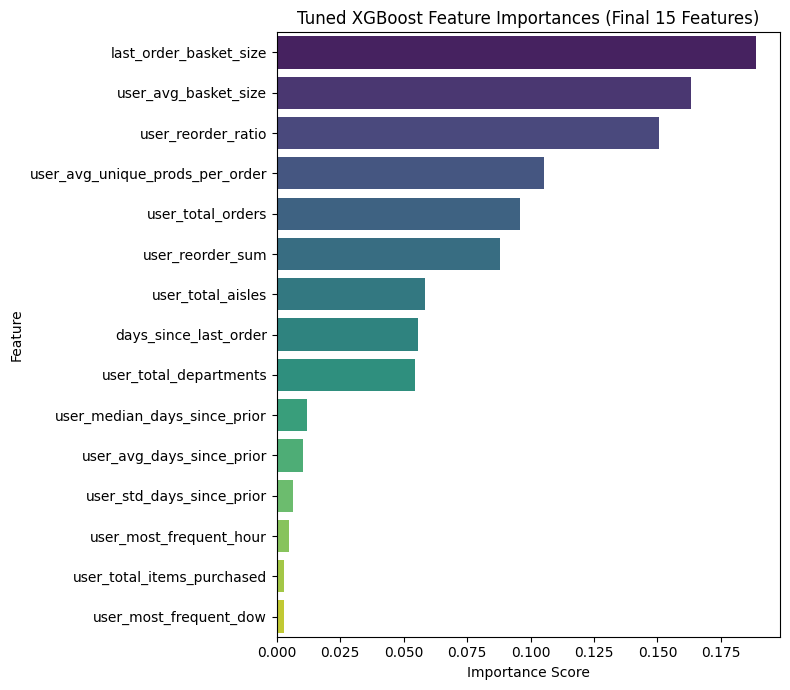 Tuned XGBoost Feature Importances (Final 15 Features)
last_order_basket_size
user_avg_basket_size
user_reorder_ratio
user_avg_unique_prods_per_order
user_total_orders
user_reorder_sum
user_total_aisles
days_since_last_order
user_total_departments
user_median_days_since_prior
user_avg_days_since_prior
user_std_days_since_prior
user_most_frequent_hour
user_total_items_purchased
user_most_frequent_dow
Feature
0.000 0.025 0.050 0.075 0.100 0.125 0.150 0.175
Importance Score